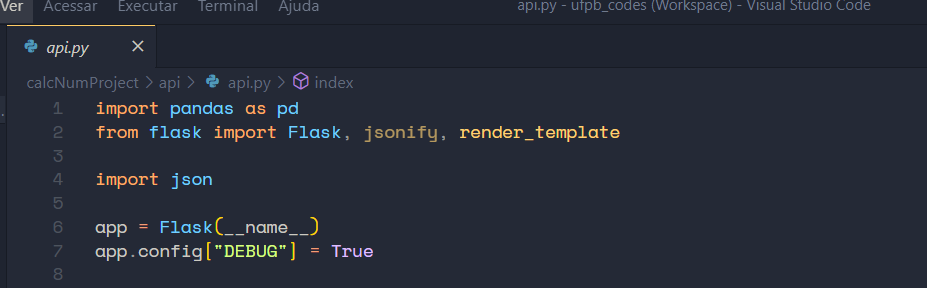 Ver Acessar Executar Terminal Ajuda api.py - ufpb_codes (Workspace) - Visual Studio Code
api.py ×
calcNumProject > api > api.py > index
1 import pandas as pd
2 from flask import Flask, jsonify, render_template
3
4 import json
5
6 app = Flask(__name__)
7 app.config["DEBUG"] = True
8